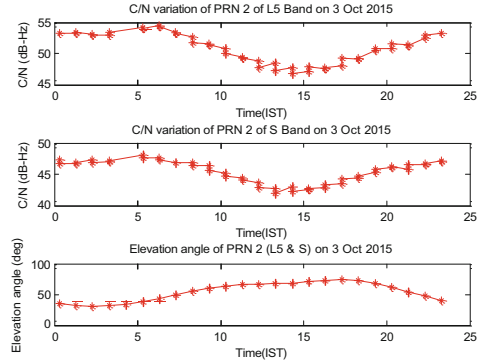 C/N variation of PRN 2 of L5 Band on 3 Oct 2015
C/N (dB-Hz)
55
50
45
0 5 10 15 20 25
Time(IST)
C/N variation of PRN 2 of S Band on 3 Oct 2015
C/N (dB-Hz)
50
45
40
0 5 10 15 20 25
Time(IST)
Elevation angle of PRN 2 (L5 & S) on 3 Oct 2015
Elevation angle (deg)
100
50
0
0 5 10 15 20 25
Time(IST)